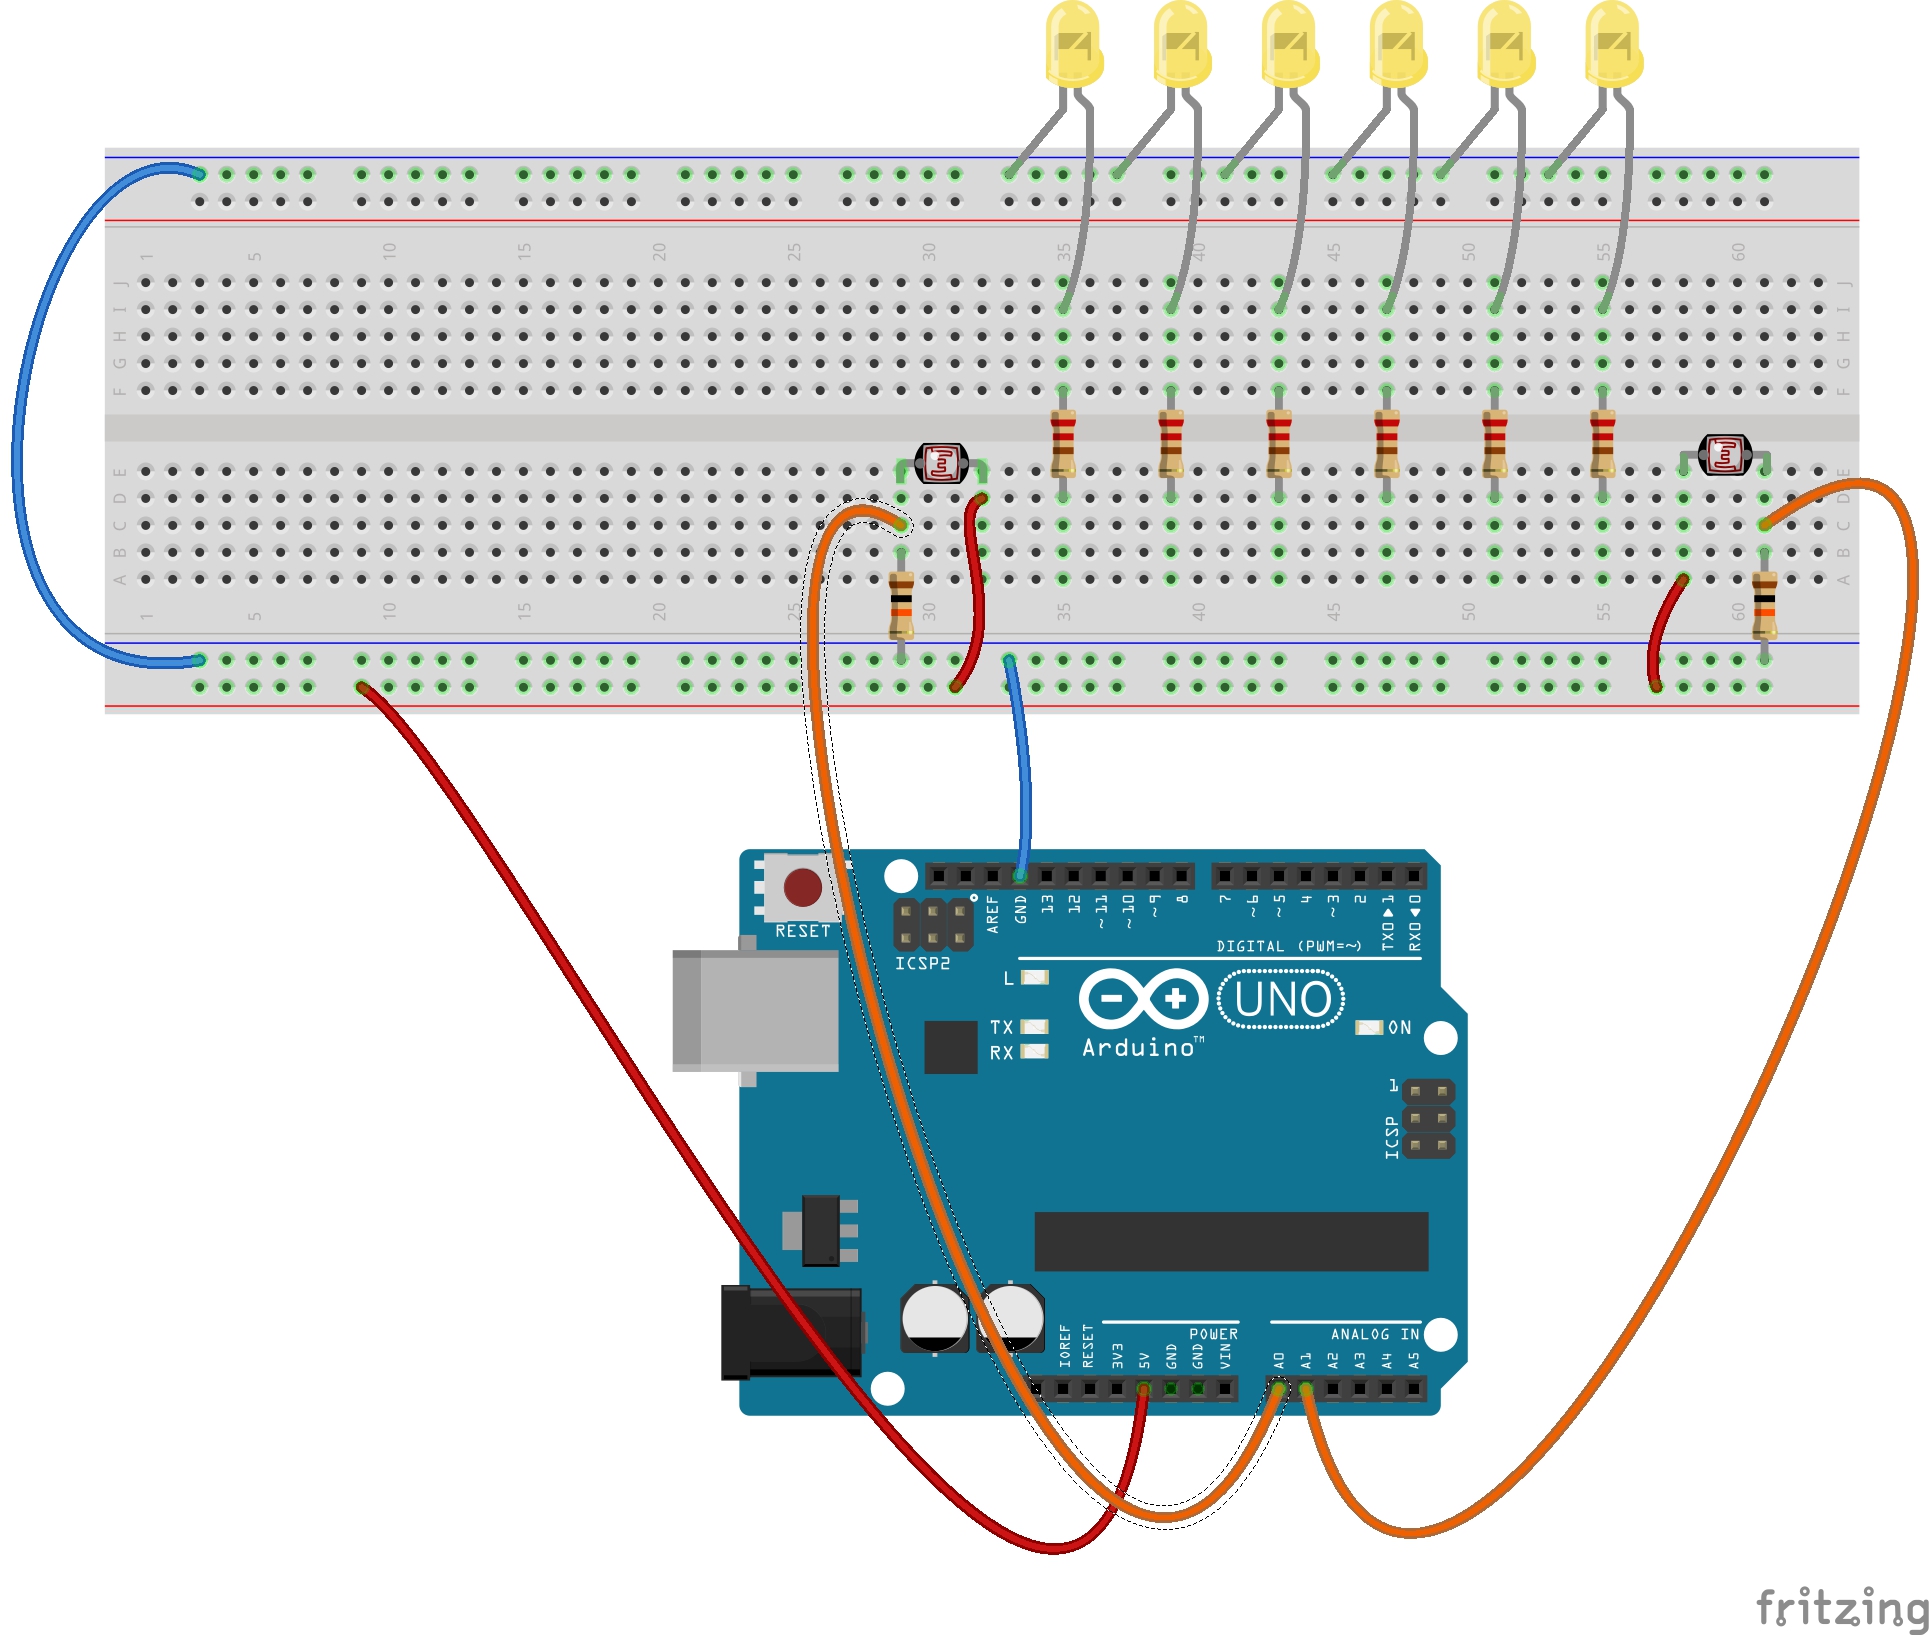 1 5 10 15 20 25 30 35 40 45 50 55 60
J J
I I
H H
G G
F F
E E
D D
C C
B B
A A
1 5 10 15 20 25 30 35 40 45 50 55 60
RESET
ICSP2
AREF
GND
13
12
~11
~10
~9
8
7
~6
~5
4
~3
2
TX0▶1
RX0◀0
DIGITAL (PWM=~)
L
TX
RX
Arduino™
UNO
ON
1
ICSP
POWER
ANALOG IN
IOREF
RESET
3V3
5V
GND
GND
VIN
A0
A1
A2
A3
A4
A5
fritzing